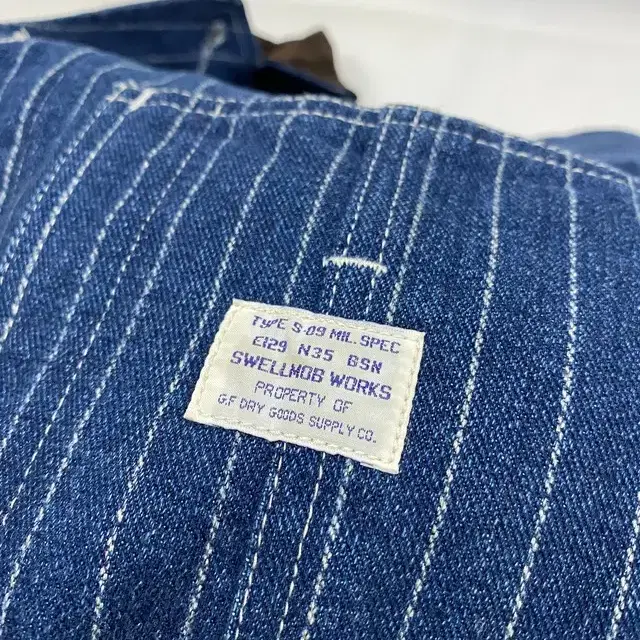 TYPE S-09 MIL. SPEC
E129 N35 BSN
SWELLMOB WORKS
PROPERTY OF
G.F DRY GOODS SUPPLY CO.